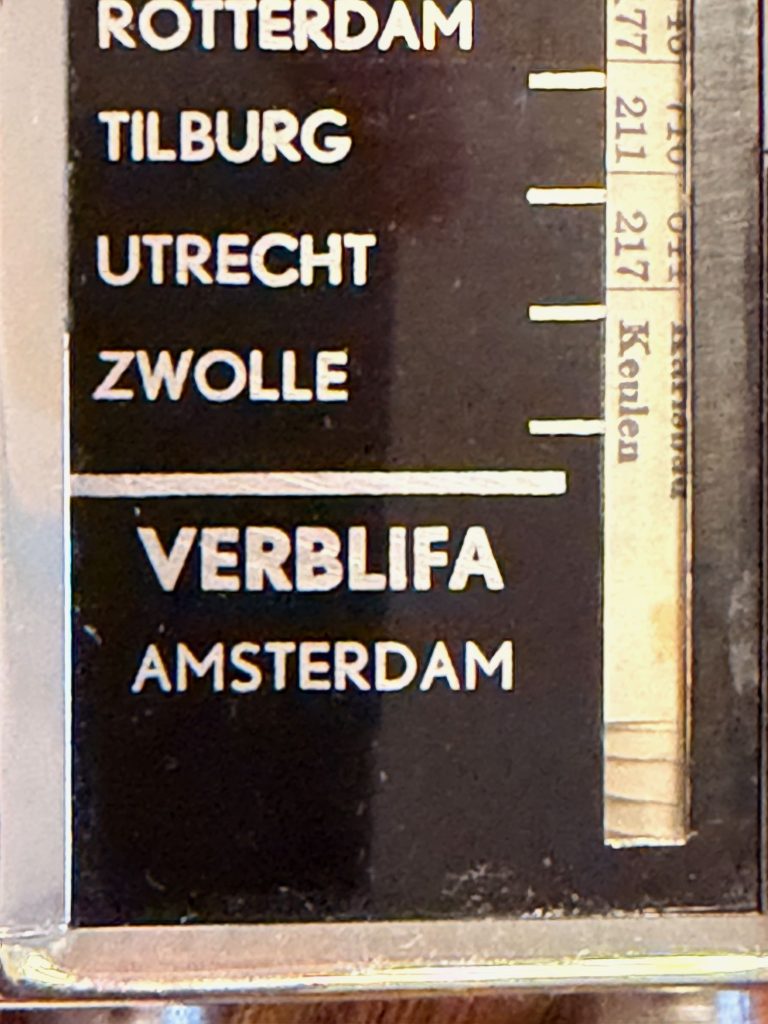 ROTTERDAM
TILBURG
UTRECHT
ZWOLLE
VERBLIFA
AMSTERDAM
211
217
Keulen